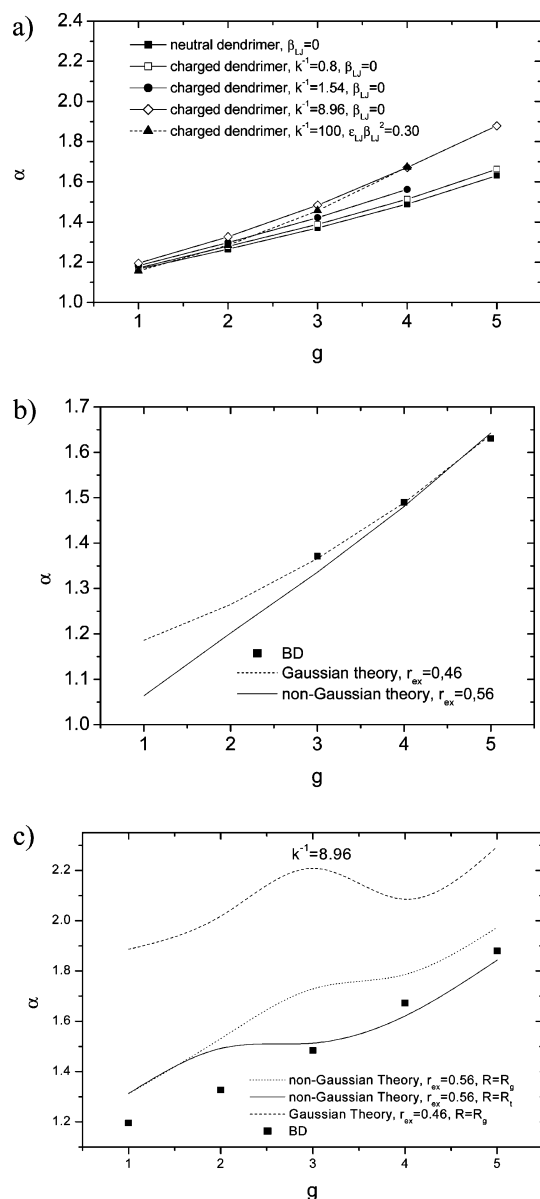 a)
2.4
2.2
2.0
1.8
1.6
1.4
1.2
1.0
α
neutral dendrimer, β_LJ=0
charged dendrimer, k⁻¹=0.8, β_LJ=0
charged dendrimer, k⁻¹=1.54, β_LJ=0
charged dendrimer, k⁻¹=8.96, β_LJ=0
charged dendrimer, k⁻¹=100, ε_LJβ_LJ²=0.30
1 2 3 4 5
g
b)
1.7
1.6
1.5
1.4
1.3
1.2
1.1
1.0
α
BD
Gaussian theory, r_ex=0,46
non-Gaussian theory, r_ex=0,56
1 2 3 4 5
g
c)
k⁻¹=8.96
2.2
2.0
1.8
1.6
1.4
1.2
α
non-Gaussian Theory, r_ex=0.56, R=R_g
non-Gaussian Theory, r_ex=0.56, R=R_t
Gaussian Theory, r_ex=0.46, R=R_g
BD
1 2 3 4 5
g